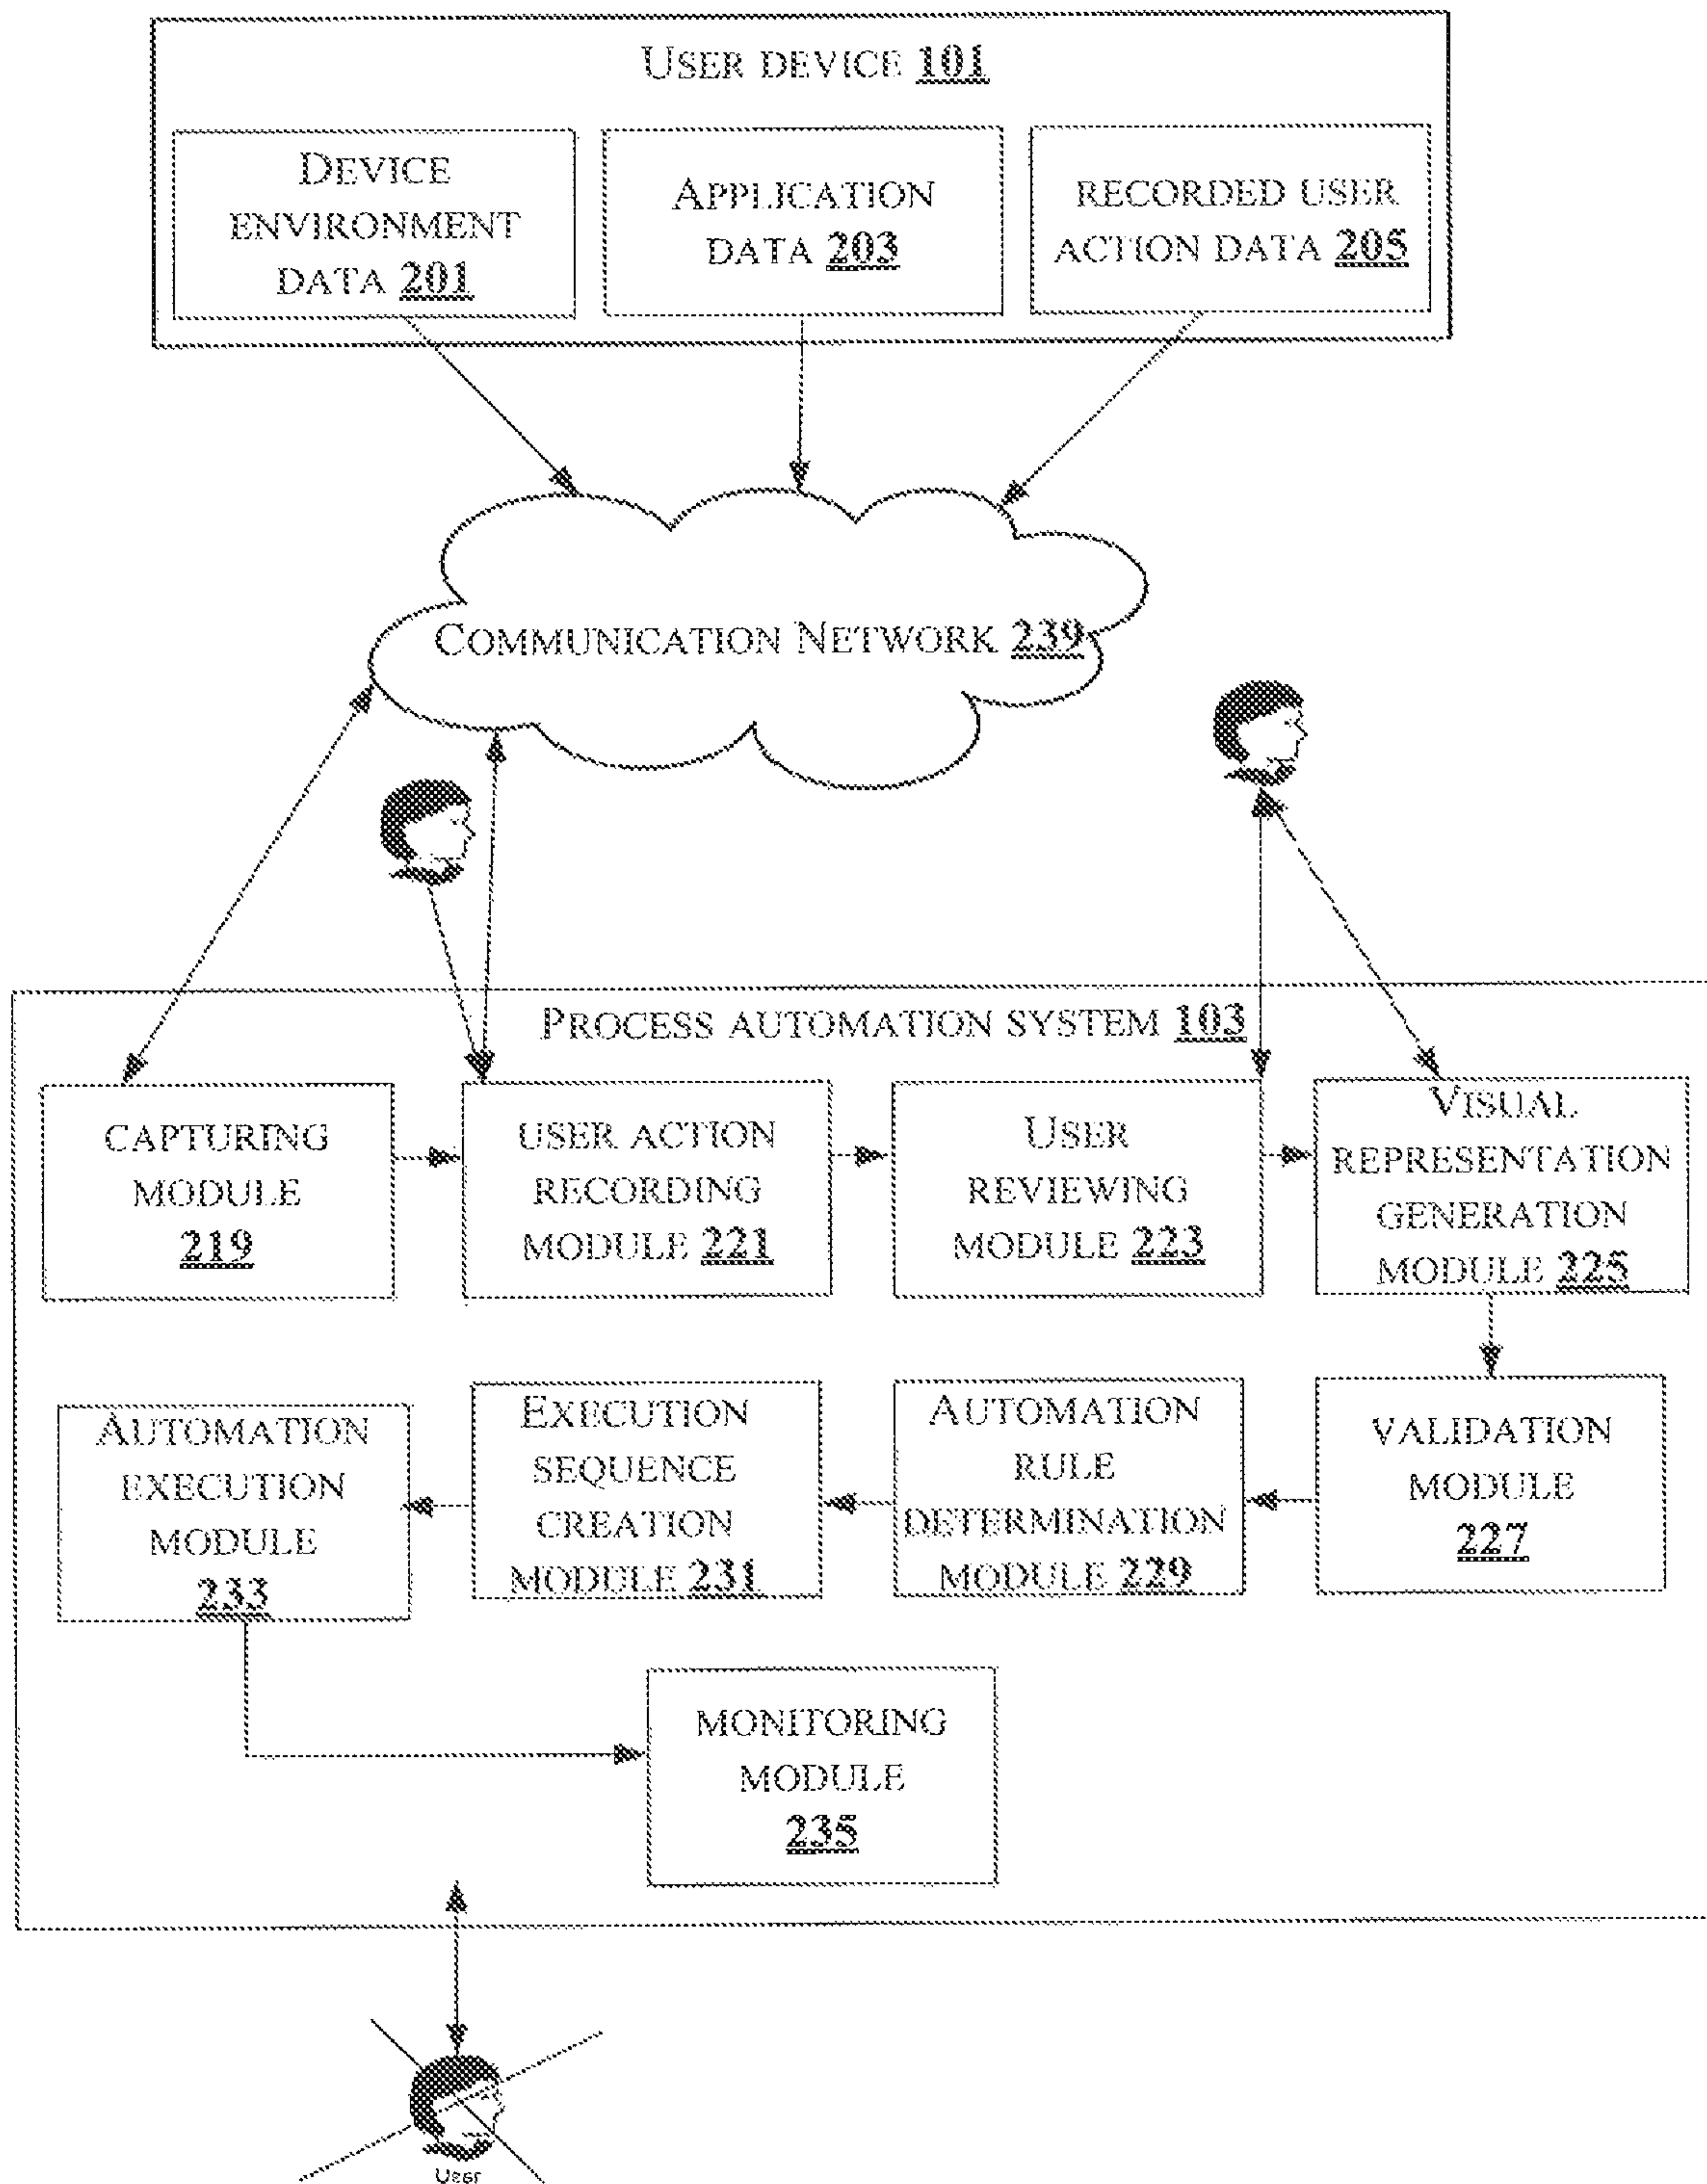 USER DEVICE 101
DEVICE
ENVIRONMENT
DATA 201
APPLICATION
DATA 203
RECORDED USER
ACTION DATA 205
COMMUNICATION NETWORK 239
PROCESS AUTOMATION SYSTEM 103
CAPTURING
MODULE
219
USER ACTION
RECORDING
MODULE 221
USER
REVIEWING
MODULE 223
VISUAL
REPRESENTATION
GENERATION
MODULE 225
AUTOMATION
EXECUTION
MODULE
233
EXECUTION
SEQUENCE
CREATION
MODULE 231
AUTOMATION
RULE
DETERMINATION
MODULE 229
VALIDATION
MODULE
227
MONITORING
MODULE
235
User